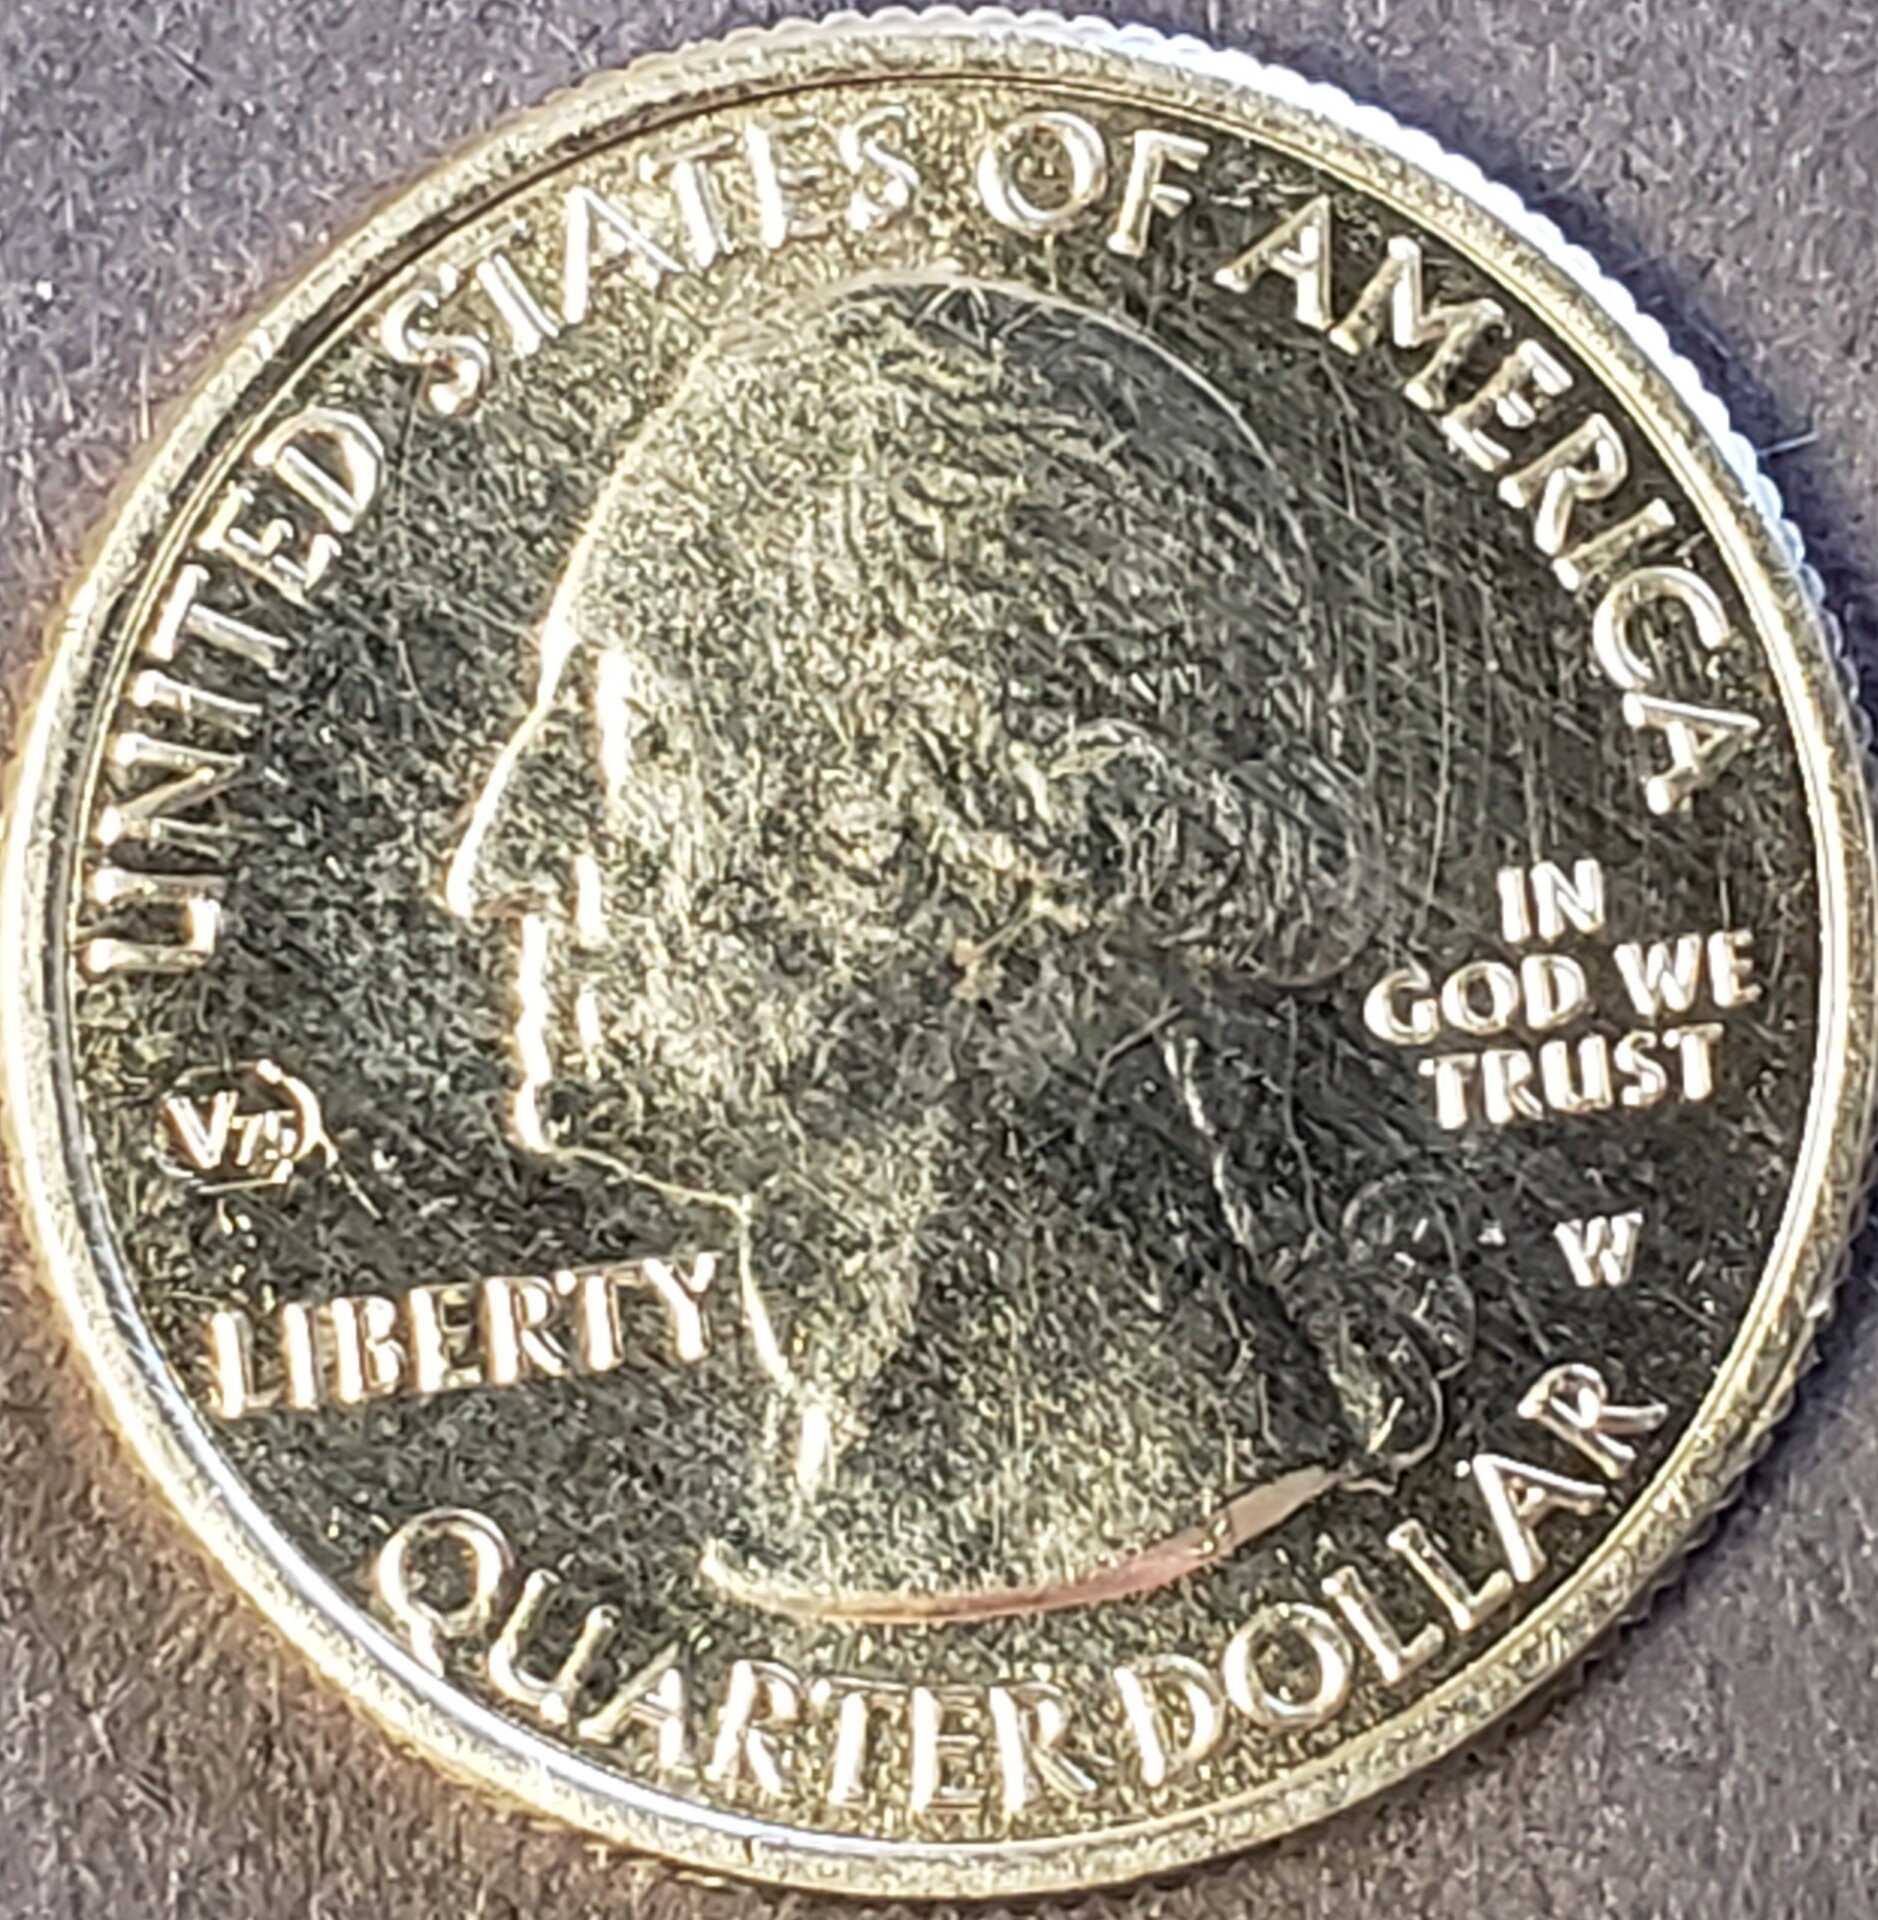 UNITED STATES OF AMERICA
IN
GOD WE
TRUST
V75
W
LIBERTY
QUARTER DOLLAR